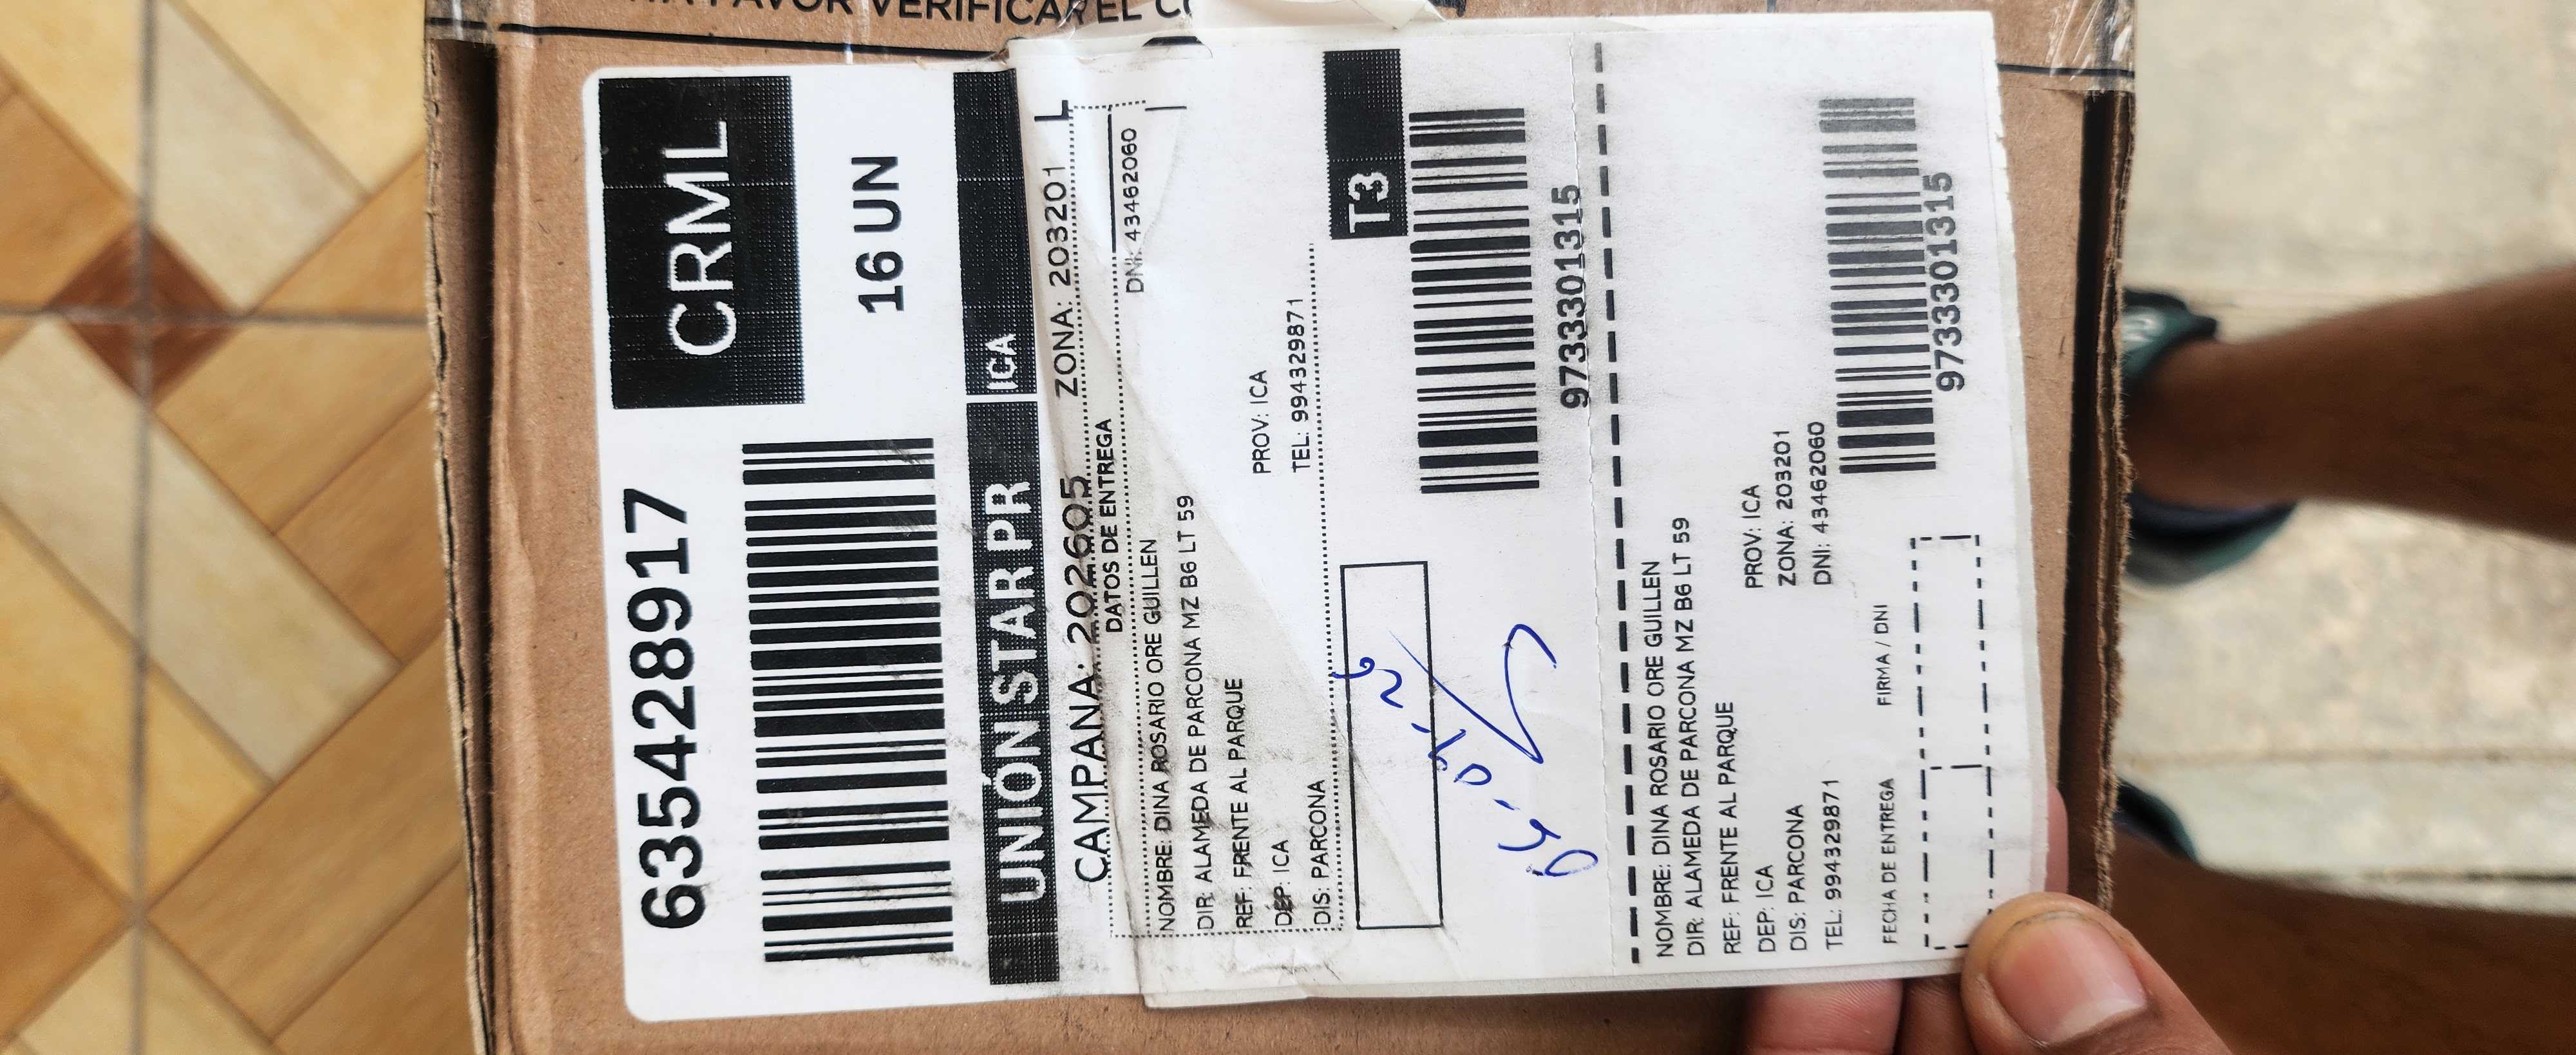 FAVOR VERIFICAR EL
635428917
CRML
16 UN
UNIÓN STAR PR
ICA
CAMPAÑA: 202605 ZONA: 203201 L
DATOS DE ENTREGA
DNI: 43462060
NOMBRE: DINA ROSARIO ORE GUILLEN
DIR: ALAMEDA DE PARCONA MZ B6 LT 59
REF: FRENTE AL PARQUE
DEP: ICA PROV: ICA
DIS: PARCONA TEL: 994329871
T3
9733301315
NOMBRE: DINA ROSARIO ORE GUILLEN
DIR: ALAMEDA DE PARCONA MZ B6 LT 59
REF: FRENTE AL PARQUE
DEP: ICA PROV: ICA
DIS: PARCONA ZONA: 203201
TEL: 994329871 DNI: 43462060
9733301315
FECHA DE ENTREGA FIRMA / DNI